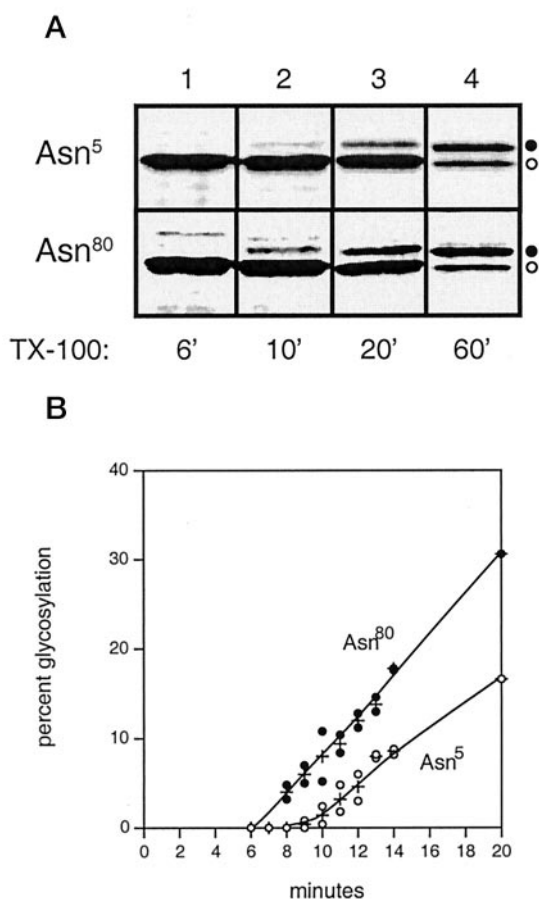 A
1 2 3 4
Asn⁵
Asn⁸⁰
TX-100: 6' 10' 20' 60'
B
40
30
20
10
0
percent glycosylation
Asn⁸⁰
Asn⁵
0 2 4 6 8 10 12 14 16 18 20
minutes